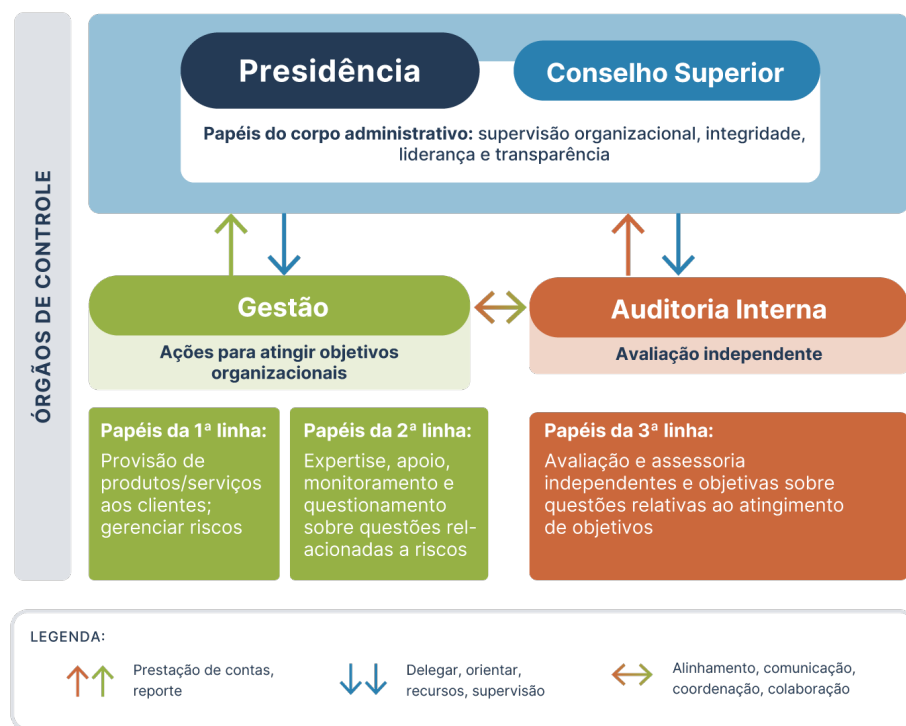 ÓRGÃOS DE CONTROLE
Presidência
Conselho Superior
Papéis do corpo administrativo: supervisão organizacional, integridade,
liderança e transparência
Gestão
Ações para atingir objetivos
organizacionais
Auditoria Interna
Avaliação independente
Papéis da 1ª linha:
Provisão de
produtos/serviços
aos clientes;
gerenciar riscos
Papéis da 2ª linha:
Expertise, apoio,
monitoramento e
questionamento
sobre questões rel-
acionadas a riscos
Papéis da 3ª linha:
Avaliação e assessoria
independentes e objetivas sobre
questões relativas ao atingimento
de objetivos
LEGENDA:
Prestação de contas,
reporte
Delegar, orientar,
recursos, supervisão
Alinhamento, comunicação,
coordenação, colaboração